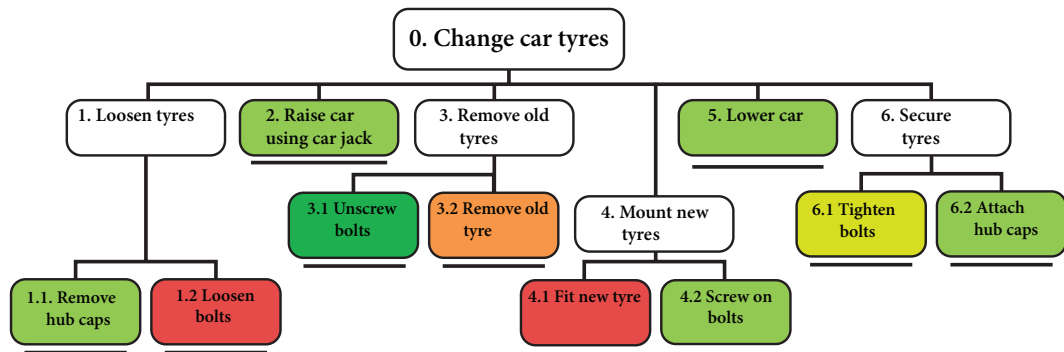 0. Change car tyres
1. Loosen tyres
2. Raise car
using car jack
3. Remove old
tyres
5. Lower car
6. Secure
tyres
3.1 Unscrew
bolts
3.2 Remove old
tyre
4. Mount new
tyres
6.1 Tighten
bolts
6.2 Attach
hub caps
1.1. Remove
hub caps
1.2 Loosen
bolts
4.1 Fit new tyre
4.2 Screw on
bolts